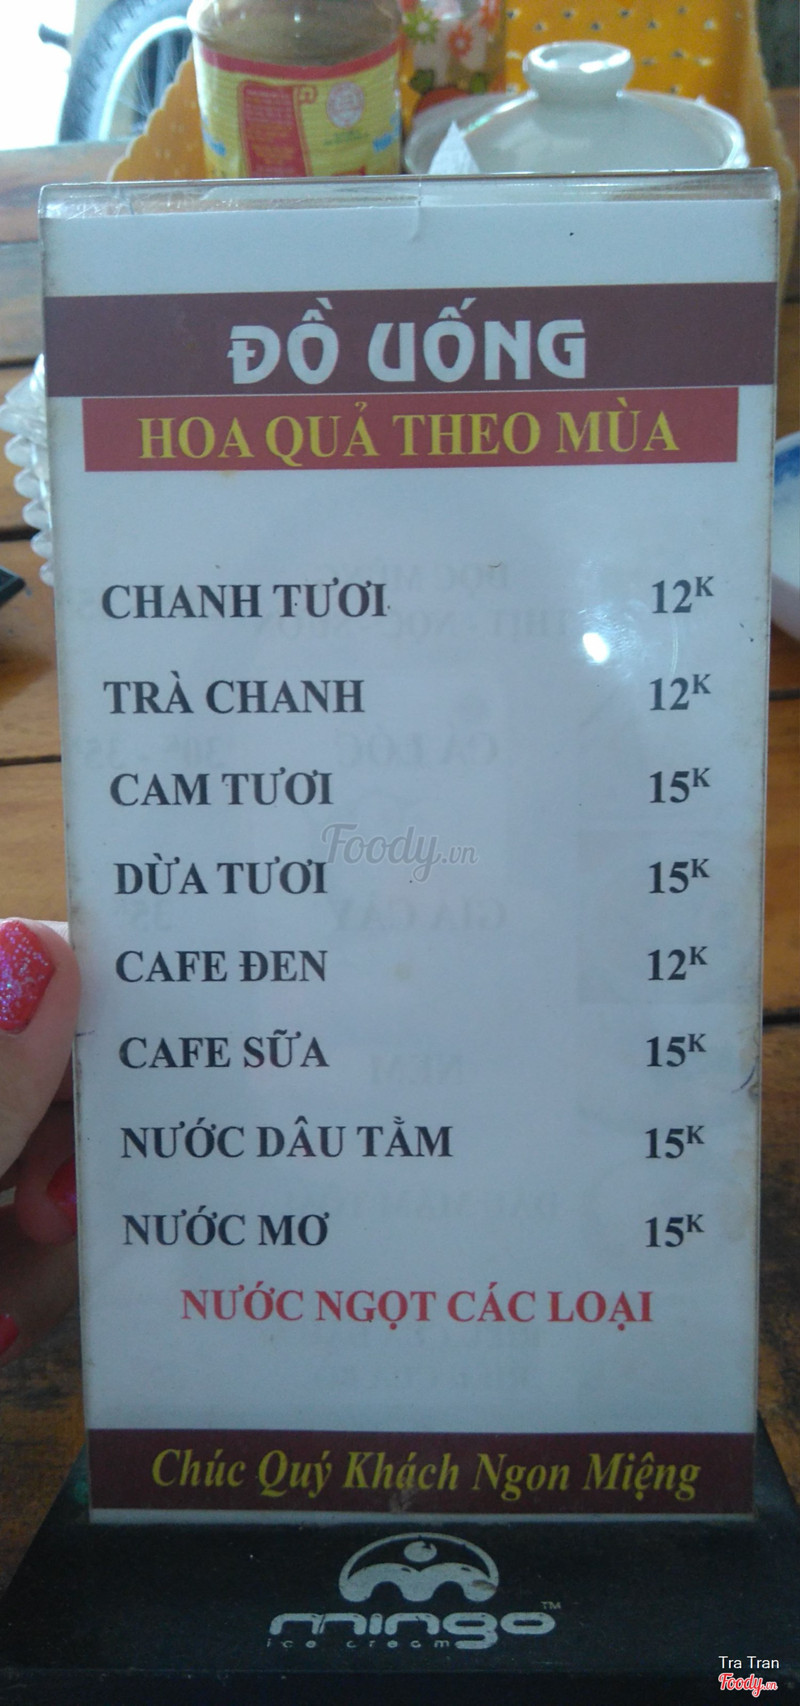 ĐỒ UỐNG
HOA QUẢ THEO MÙA
CHANH TƯƠI 12K
TRÀ CHANH 12K
CAM TƯƠI 15K
DỪA TƯƠI 15K
Foody.vn
CAFE ĐEN 12K
CAFE SỮA 15K
NƯỚC DÂU TẰM 15K
NƯỚC MƠ 15K
NƯỚC NGỌT CÁC LOẠI
Chúc Quý Khách Ngon Miệng
mingo TM
ice cream
Tra Tran
Foody.vn